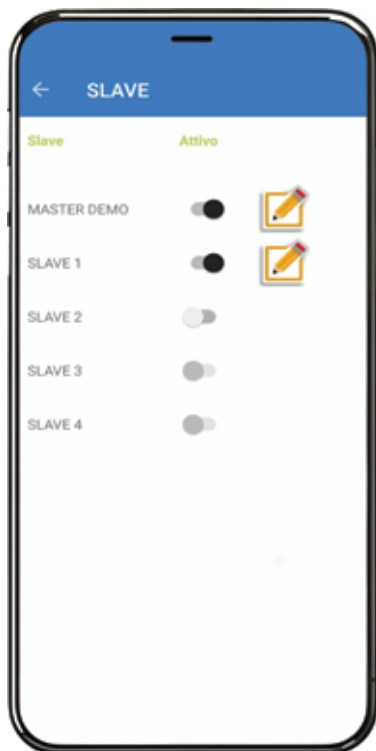 SLAVE
Slave Attivo
MASTER DEMO
SLAVE 1
SLAVE 2
SLAVE 3
SLAVE 4